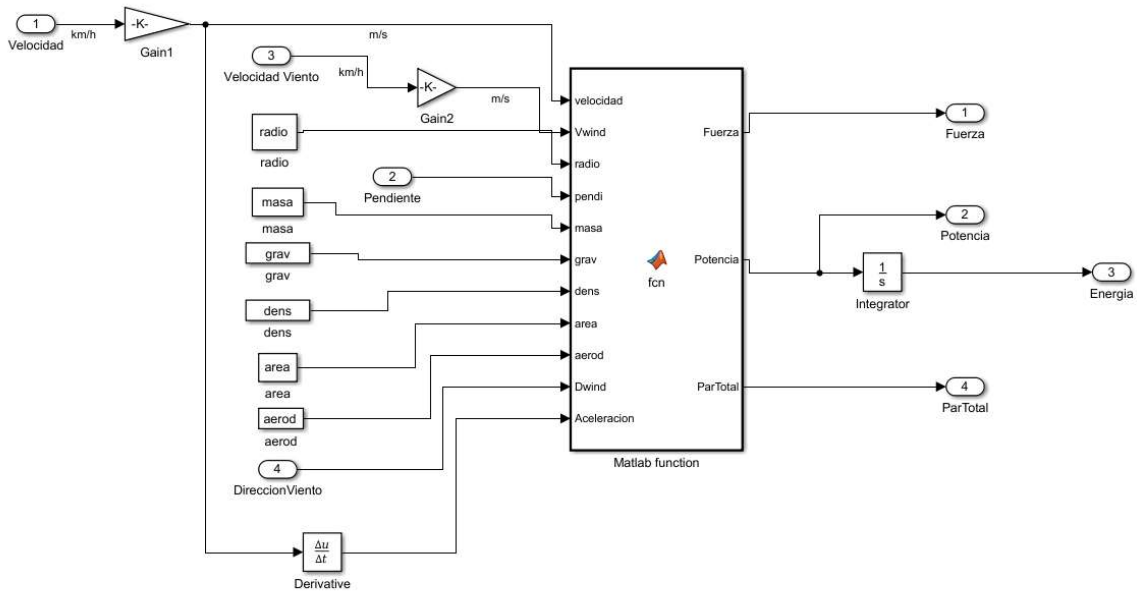 1
Velocidad
km/h
-K-
Gain1
m/s
3
Velocidad Viento
km/h
-K-
Gain2
m/s
radio
radio
2
Pendiente
masa
masa
grav
grav
dens
dens
area
area
aerod
aerod
4
DireccionViento
Δu
Δt
Derivative
velocidad
Vwind
radio
pendi
masa
grav
dens
area
aerod
Dwind
Aceleracion
fcn
Fuerza
Potencia
ParTotal
Matlab function
1
Fuerza
2
Potencia
1
s
Integrator
3
Energia
4
ParTotal